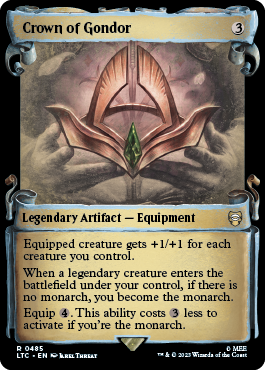 Crown of Gondor 3
Legendary Artifact — Equipment
Equipped creature gets +1/+1 for each
creature you control.
When a legendary creature enters the
battlefield under your control, if there is
no monarch, you become the monarch.
Equip 4. This ability costs 3 less to
activate if you're the monarch.
R 0485
LTC • EN
™ & © 2023 Wizards of the Coast